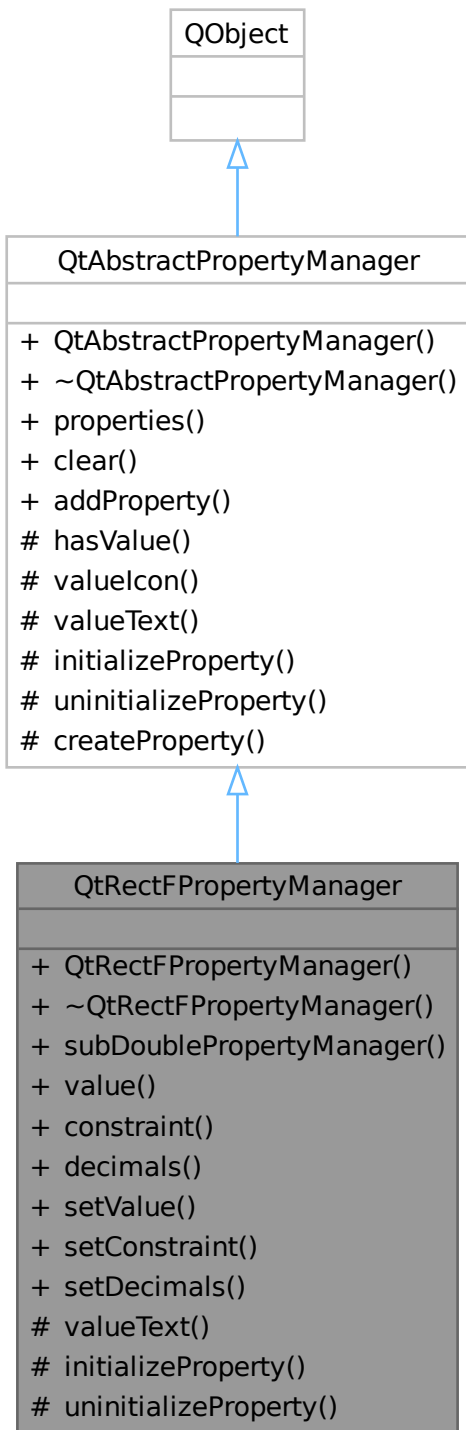 QObject
QtAbstractPropertyManager
+ QtAbstractPropertyManager()
+ ~QtAbstractPropertyManager()
+ properties()
+ clear()
+ addProperty()
# hasValue()
# valueIcon()
# valueText()
# initializeProperty()
# uninitializeProperty()
# createProperty()
QtRectFPropertyManager
+ QtRectFPropertyManager()
+ ~QtRectFPropertyManager()
+ subDoublePropertyManager()
+ value()
+ constraint()
+ decimals()
+ setValue()
+ setConstraint()
+ setDecimals()
# valueText()
# initializeProperty()
# uninitializeProperty()